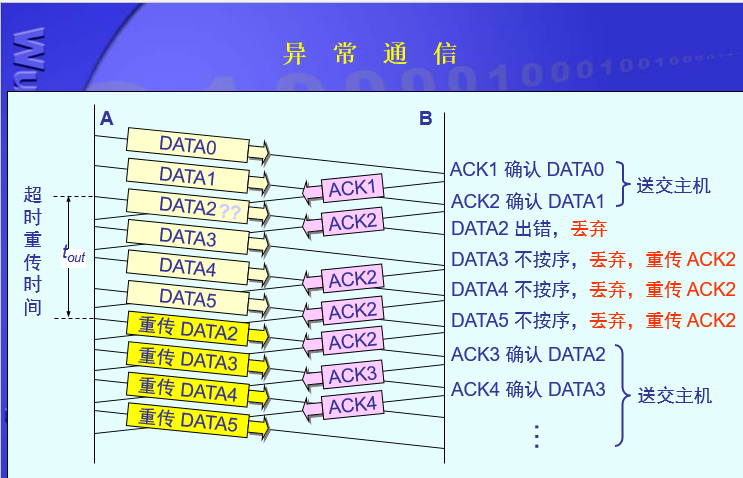 异 常 通 信
Wu
0100010001001000100
A
B
超时重传时间
tout
DATA0
DATA1
DATA2 ??
DATA3
DATA4
DATA5
重传 DATA2
重传 DATA3
重传 DATA4
重传 DATA5
ACK1
ACK2
ACK2
ACK2
ACK2
ACK3
ACK4
ACK1 确认 DATA0
ACK2 确认 DATA1
送交主机
DATA2 出错，丢弃
DATA3 不按序，丢弃，重传 ACK2
DATA4 不按序，丢弃，重传 ACK2
DATA5 不按序，丢弃，重传 ACK2
ACK3 确认 DATA2
ACK4 确认 DATA3
送交主机
⋮